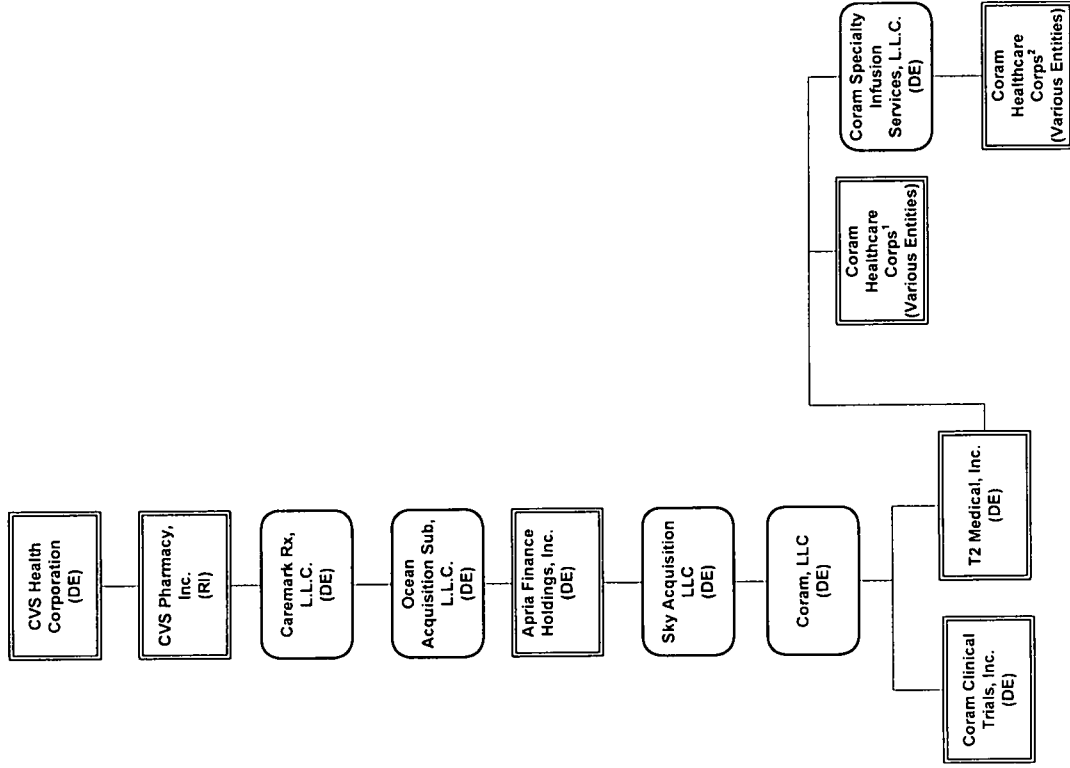 CVS Health
Corporation
(DE)
CVS Pharmacy,
Inc.
(RI)
Caremark Rx,
L.L.C.
(DE)
Ocean
Acquisition Sub,
L.L.C.
(DE)
Apria Finance
Holdings, Inc.
(DE)
Sky Acquisition
LLC
(DE)
Coram, LLC
(DE)
Coram Clinical
Trials, Inc.
(DE)
T2 Medical, Inc.
(DE)
Coram
Healthcare
Corps¹
(Various Entities)
Coram Specialty
Infusion
Services, L.L.C.
(DE)
Coram
Healthcare
Corps²
(Various Entities)